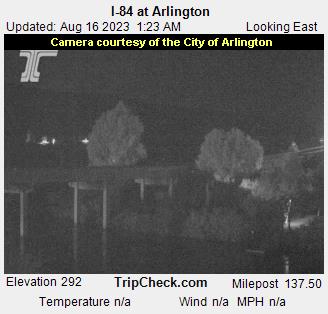 I-84 at Arlington
Updated: Aug 16 2023 1:23 AM Looking East
Camera courtesy of the City of Arlington
Elevation 292 TripCheck.com Milepost 137.50
Temperature n/a Wind n/a MPH n/a